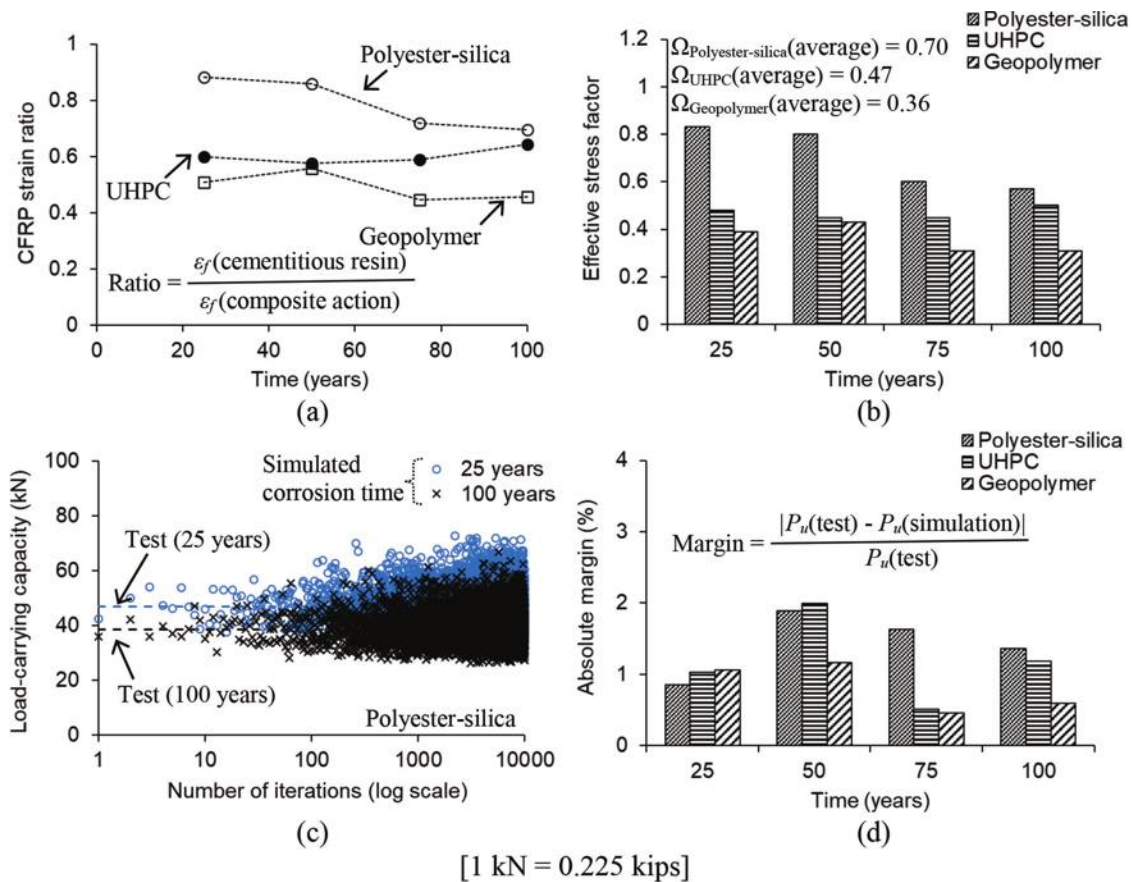 Polyester-silica
UHPC
Geopolymer
CFRP strain ratio
1
0.8
0.6
0.4
0.2
0
Ratio = εf (cementitious resin)
εf (composite action)
0 20 40 60 80 100
Time (years)
(a)
Polyester-silica
UHPC
Geopolymer
ΩPolyester-silica(average) = 0.70
ΩUHPC(average) = 0.47
ΩGeopolymer(average) = 0.36
Effective stress factor
1.2
1
0.8
0.6
0.4
0.2
0
25 50 75 100
Time (years)
(b)
Simulated
corrosion time
25 years
100 years
Test (25 years)
Test (100 years)
Polyester-silica
Load-carrying capacity (kN)
100
80
60
40
20
0
1 10 100 1000 10000
Number of iterations (log scale)
(c)
Polyester-silica
UHPC
Geopolymer
Margin = |Pu(test) - Pu(simulation)|
Pu(test)
Absolute margin (%)
4
3
2
1
0
25 50 75 100
Time (years)
(d)
[1 kN = 0.225 kips]